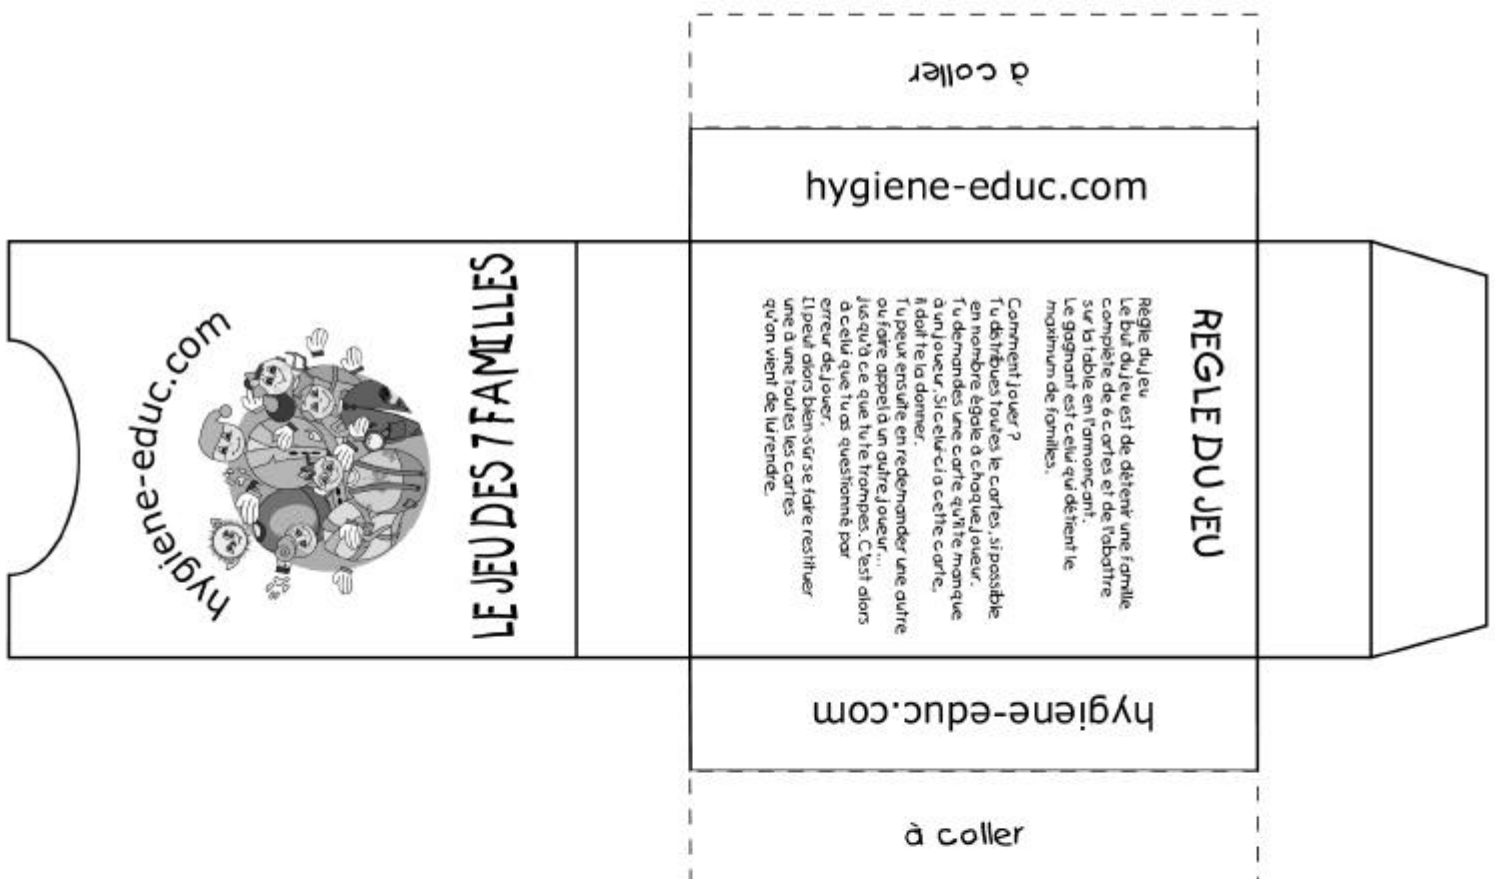 à coller
hygiene-educ.com
hygiene-educ.com
LE JEU DES 7 FAMILLES
REGLE DU JEU
Règle du jeu
Le but du jeu est de détenir une famille
complète de 6 cartes et de l'abattre
sur la table en l'annonçant.
Le gagnant est celui qui détient le
maximum de familles.
Comment jouer ?
Tu distribues toutes le cartes, si possible
en nombre égale à chaque joueur.
Tu demandes une carte qu'il te manque
à un joueur. Si celui-ci a cette carte,
il doit te la donner.
Tu peux ensuite en redemander une autre
ou faire appel à un autre joueur...
jusqu'à ce que tu te trompes. C'est alors
à celui que tu as questionné par
erreur de jouer.
Il peut alors bien-sûr se faire restituer
une à une toutes les cartes
qu'on vient de lui rendre.
hygiene-educ.com
à coller